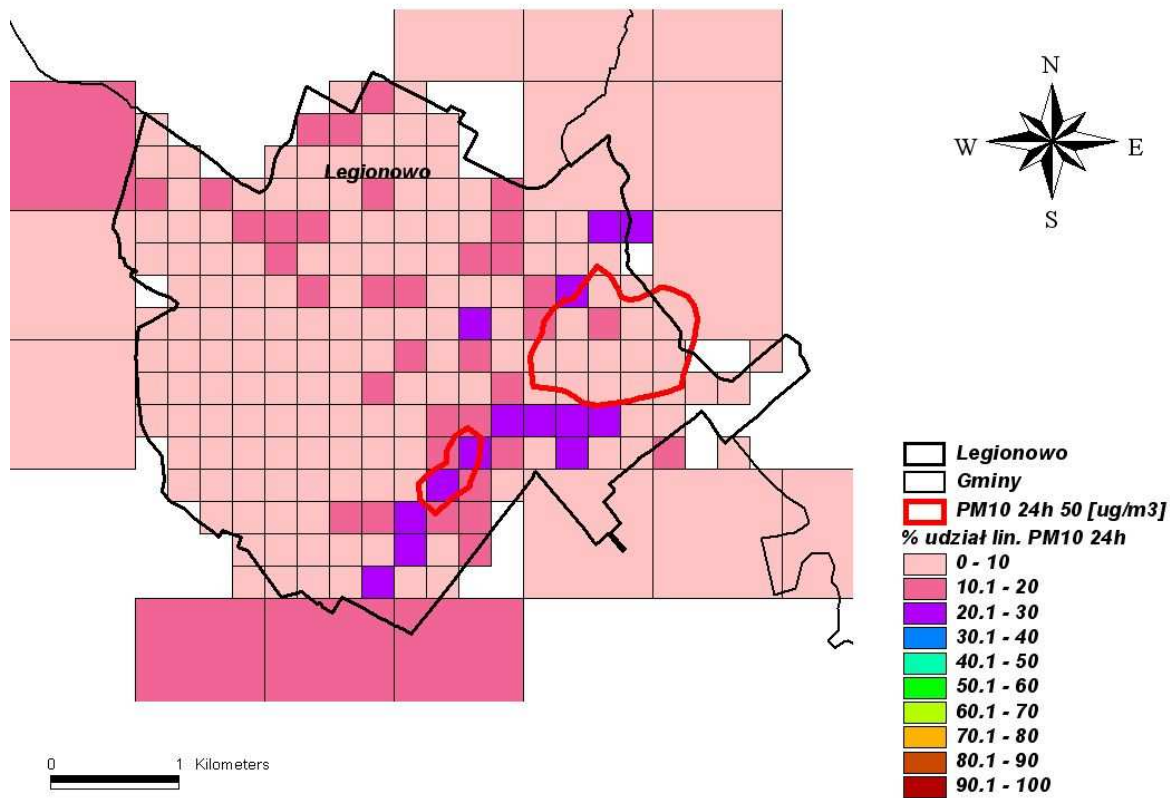 N
W E
S
Legionowo
Legionowo
Gminy
PM10 24h 50 [ug/m3]
% udział lin. PM10 24h
0 - 10
10.1 - 20
20.1 - 30
30.1 - 40
40.1 - 50
50.1 - 60
60.1 - 70
70.1 - 80
80.1 - 90
90.1 - 100
0 1 Kilometers